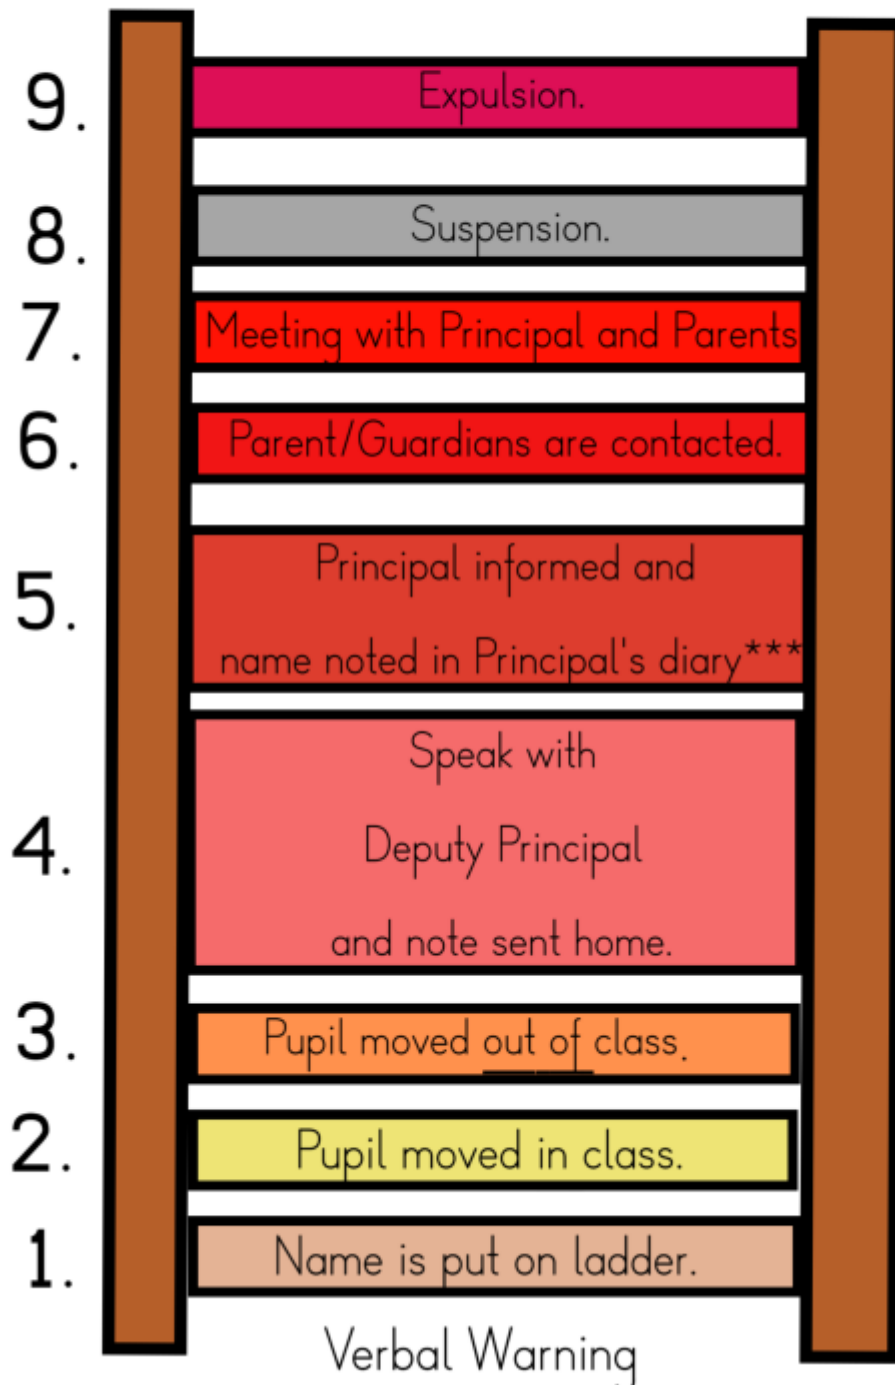 9. Expulsion.
8. Suspension.
7. Meeting with Principal and Parents
6. Parent/Guardians are contacted.
Principal informed and
5.
name noted in Principal's diary***
Speak with
4. Deputy Principal
and note sent home.
3. Pupil moved out of class.
2. Pupil moved in class.
1. Name is put on ladder.
Verbal Warning